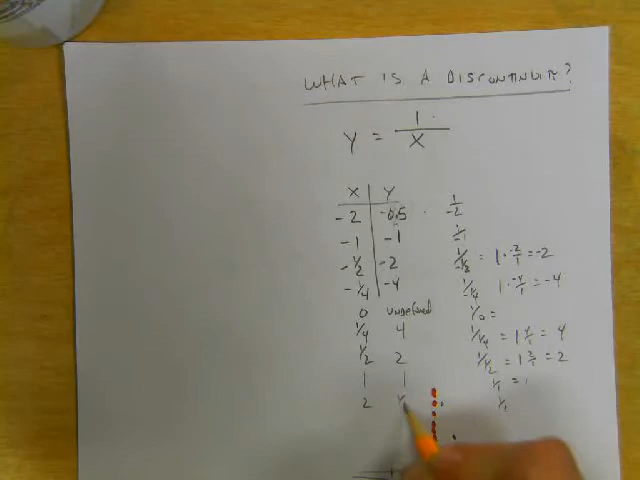 WHAT IS A DISCONTINUITY?
y = 1/x
X | Y
-2 | -0.5 1/-2
-1 | -1 1/-1
-1/2 | -2 1/-1/2 = 1·-2/1 = -2
-1/4 | -4 1/-1/4 1·-4/1 = -4
0 undefined 1/0 =
1/4 4 1/1/4 = 1 4/1 = 4
1/2 2 1/1/2 = 1 2/1 = 2
1 1 1/1 =
2